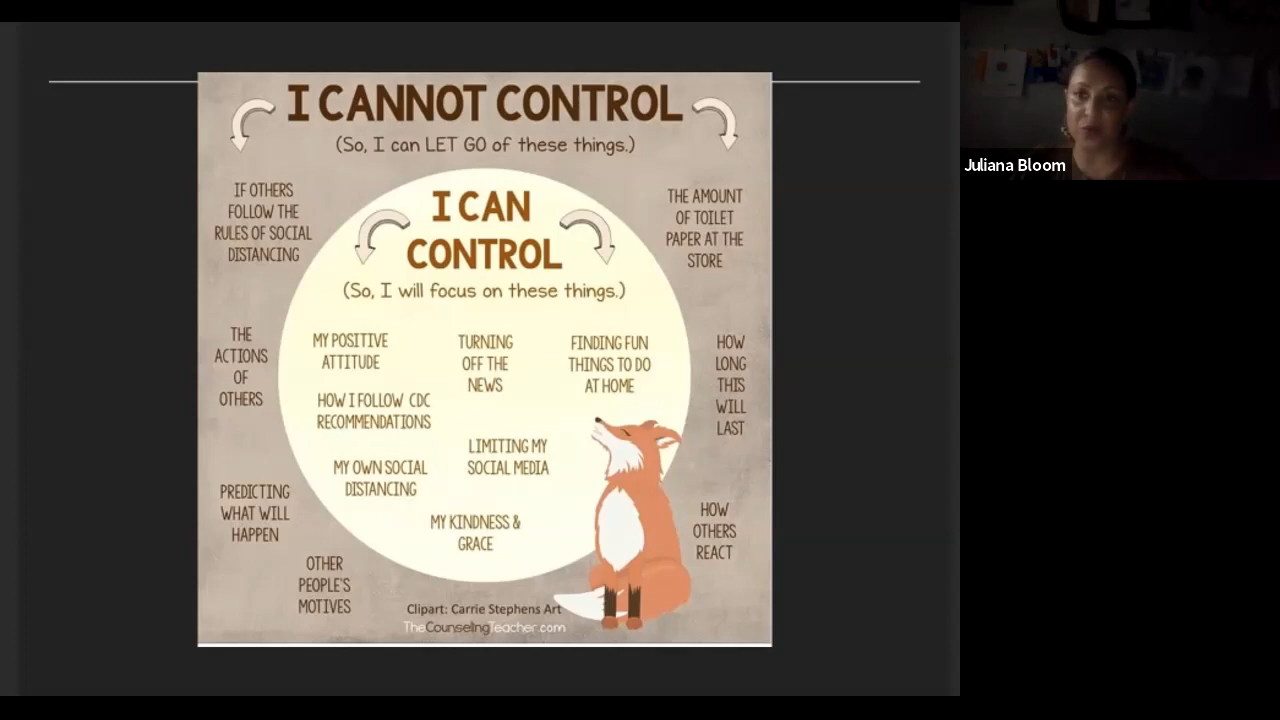 I CANNOT CONTROL
(So, I can LET GO of these things.)
IF OTHERS
FOLLOW THE
RULES OF SOCIAL
DISTANCING
THE AMOUNT
OF TOILET
PAPER AT THE
STORE
I CAN
CONTROL
(So, I will focus on these things.)
THE
ACTIONS
OF
OTHERS
MY POSITIVE
ATTITUDE
TURNING
OFF THE
NEWS
FINDING FUN
THINGS TO DO
AT HOME
HOW
LONG
THIS
WILL
LAST
HOW I FOLLOW CDC
RECOMMENDATIONS
LIMITING MY
SOCIAL MEDIA
MY OWN SOCIAL
DISTANCING
MY KINDNESS &
GRACE
PREDICTING
WHAT WILL
HAPPEN
HOW
OTHERS
REACT
OTHER
PEOPLE'S
MOTIVES
Clipart: Carrie Stephens Art
TheCounselingTeacher.com
Juliana Bloom